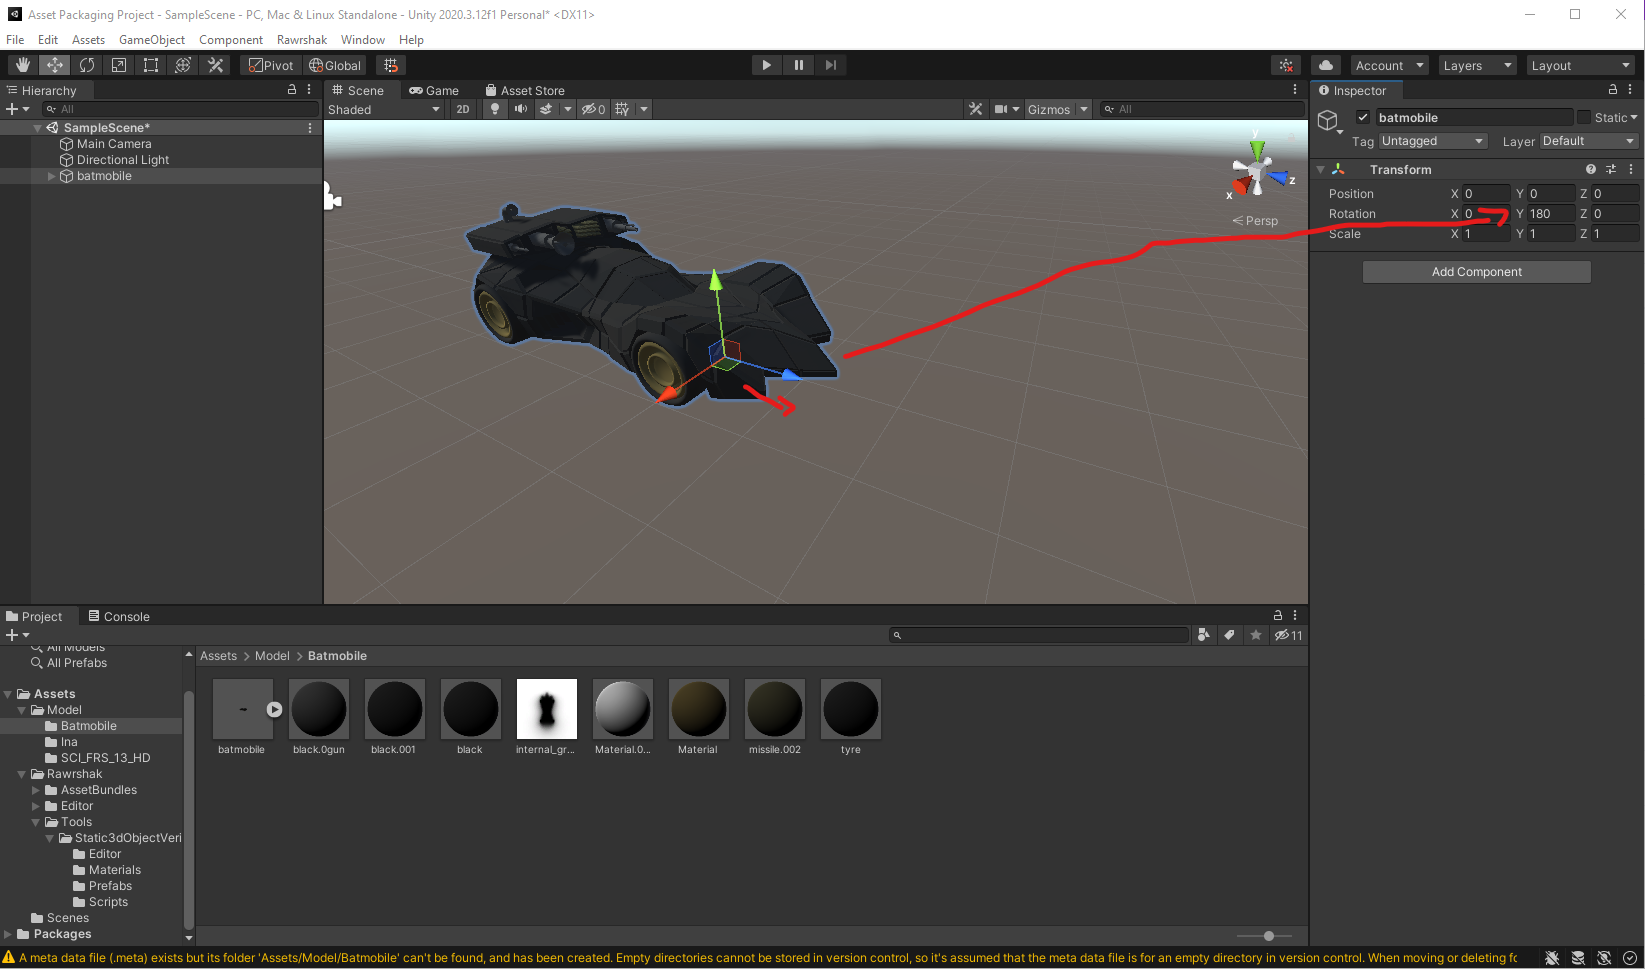 Asset Packaging Project - SampleScene - PC, Mac & Linux Standalone - Unity 2020.3.12f1 Personal* <DX11>
File Edit Assets GameObject Component Rawrshak Window Help
Pivot Global Account Layers Layout
Hierarchy
All
SampleScene*
Main Camera
Directional Light
batmobile
Scene Game Asset Store
Shaded 2D 0 Gizmos All
y
z
x
Persp
Inspector
batmobile Static
Tag Untagged Layer Default
Transform
Position X 0 Y 0 Z 0
Rotation X 0 Y 180 Z 0
Scale X 1 Y 1 Z 1
Add Component
Project Console
11
All Models
All Prefabs
Assets
Model
Batmobile
Ina
SCI_FRS_13_HD
Rawrshak
AssetBundles
Editor
Tools
Static3dObjectVeri
Editor
Materials
Prefabs
Scripts
Scenes
Packages
Assets > Model > Batmobile
batmobile black.0gun black.001 black internal_gr... Material.0... Material missile.002 tyre
A meta data file (.meta) exists but its folder 'Assets/Model/Batmobile' can't be found, and has been created. Empty directories cannot be stored in version control, so it's assumed that the meta data file is for an empty directory in version control. When moving or deleting fo